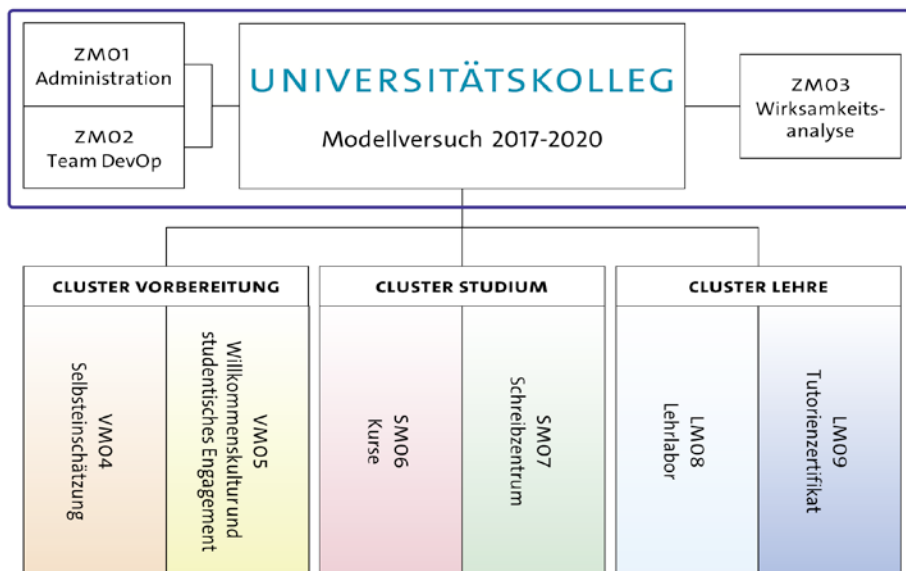 ZM01
Administration
ZM02
Team DevOp
UNIVERSITÄTSKOLLEG
Modellversuch 2017-2020
ZM03
Wirksamkeits-
analyse
CLUSTER VORBEREITUNG
VM04
Selbsteinschätzung
VM05
Willkommenskultur und
studentisches Engagement
CLUSTER STUDIUM
SM06
Kurse
SM07
Schreibzentrum
CLUSTER LEHRE
LM08
Lehrlabor
LM09
Tutorienzertifikat